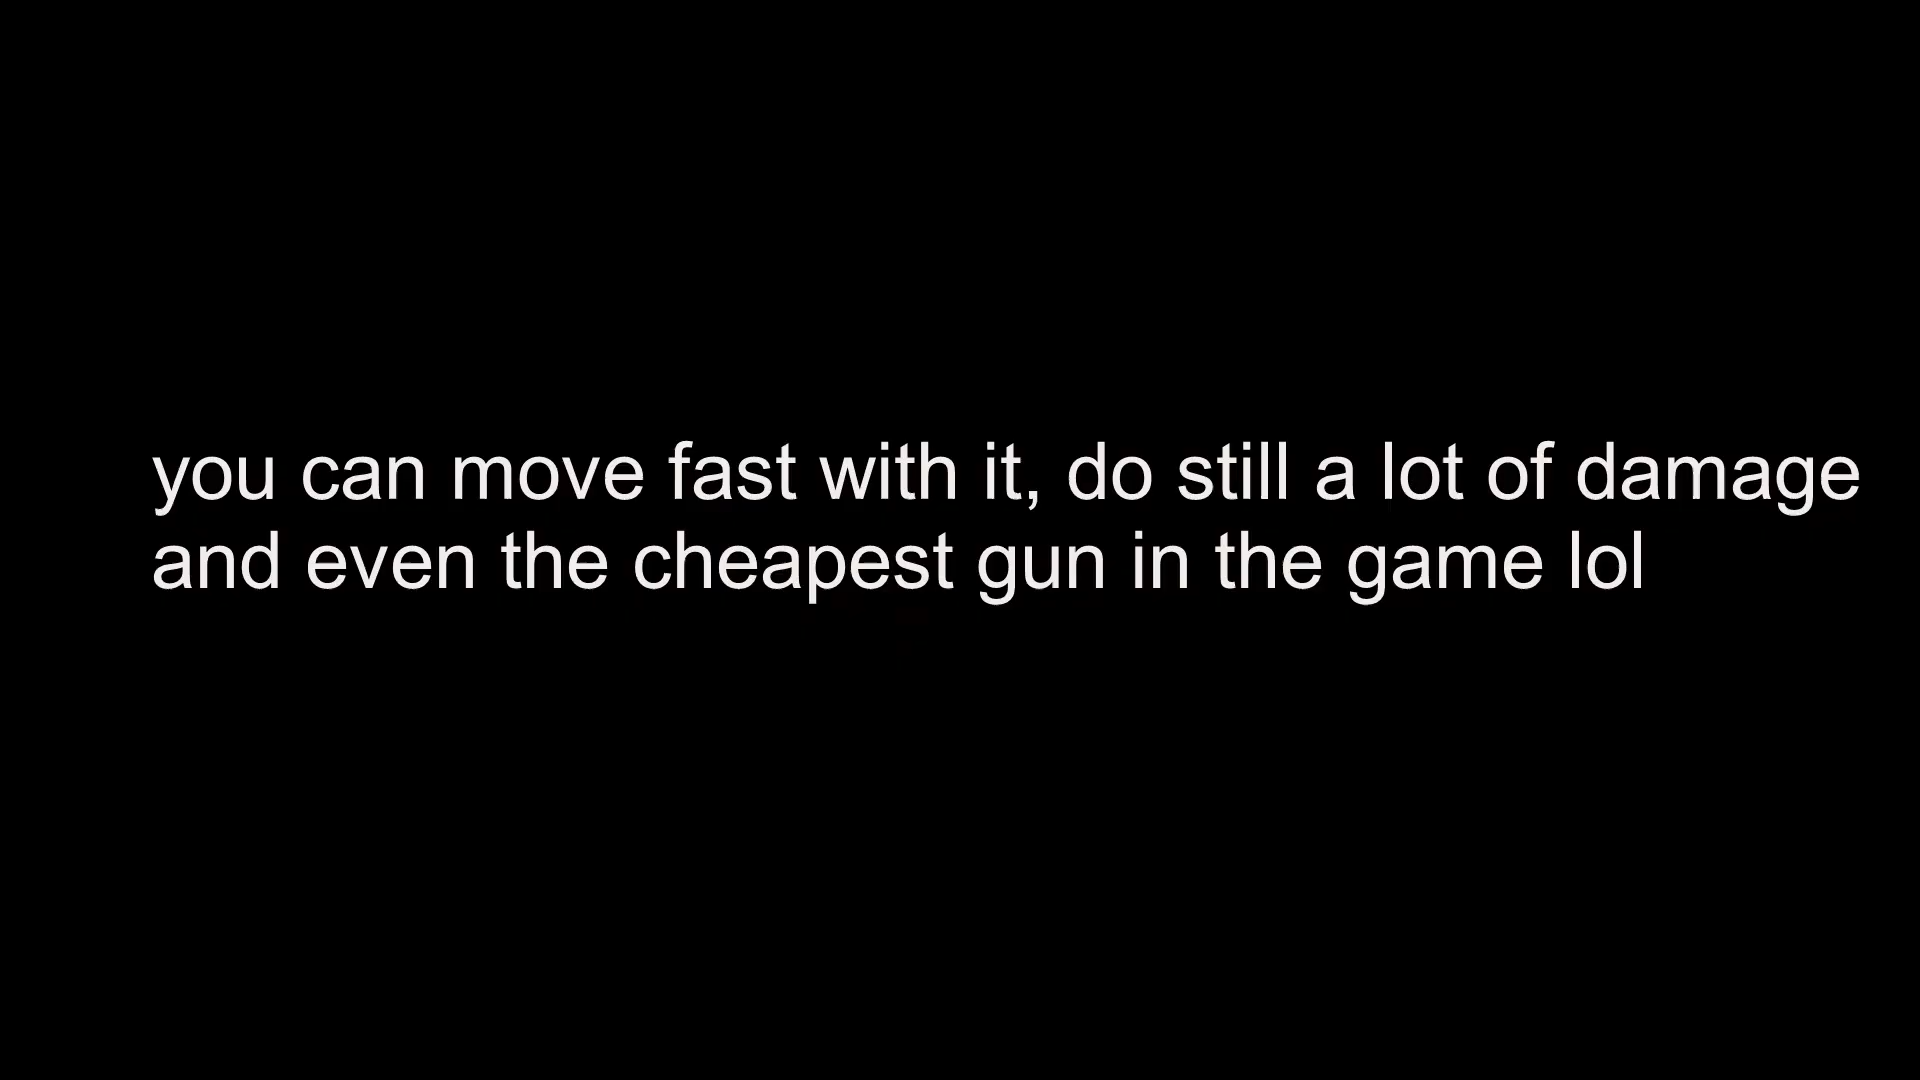 you can move fast with it, do still a lot of damage
and even the cheapest gun in the game lol